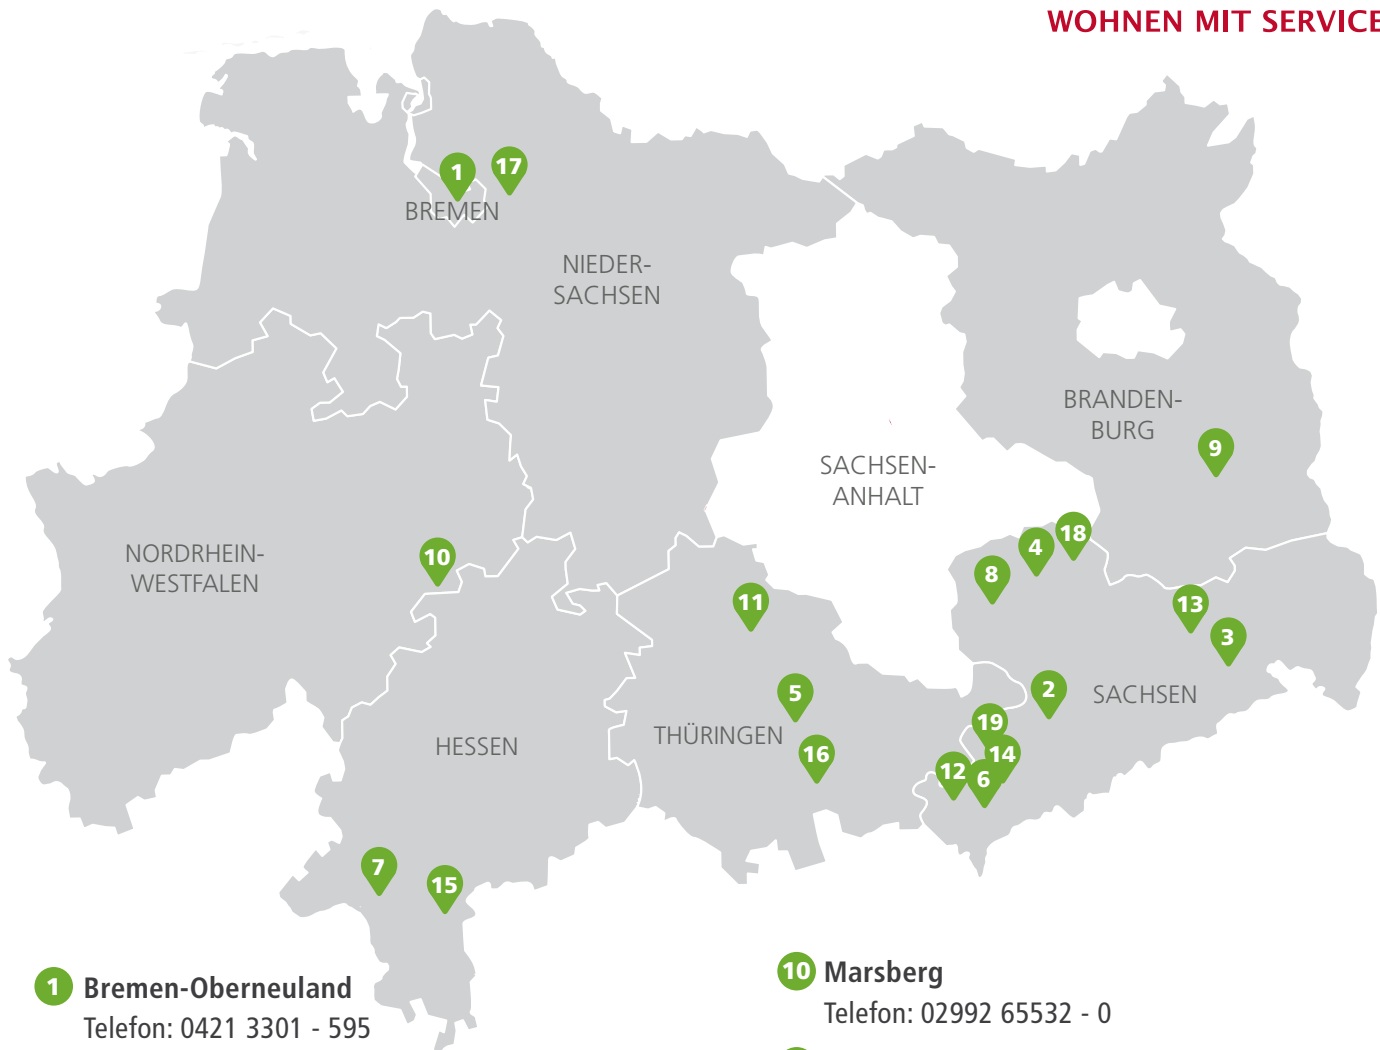 WOHNEN MIT SERVICE
1
17
BREMEN
NIEDER-
SACHSEN
BRANDEN-
BURG
9
SACHSEN-
ANHALT
NORDRHEIN-
WESTFALEN
10
18
4
8
11
13
3
5
2
SACHSEN
THÜRINGEN
HESSEN
19
16
14
12
6
7
15
1 Bremen-Oberneuland
Telefon: 0421 3301 - 595
10 Marsberg
Telefon: 02992 65532 - 0